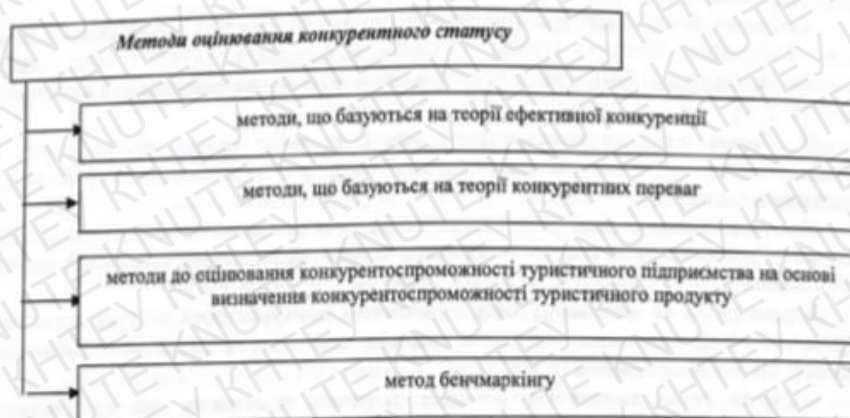 Методи оцінювання конкурентного статусу
методи, що базуються на теорії ефективної конкуренції
методи, що базуються на теорії конкурентних переваг
методи до оцінювання конкурентоспроможності туристичного підприємства на основі
визначення конкурентоспроможності туристичного продукту
метод бенчмаркінгу